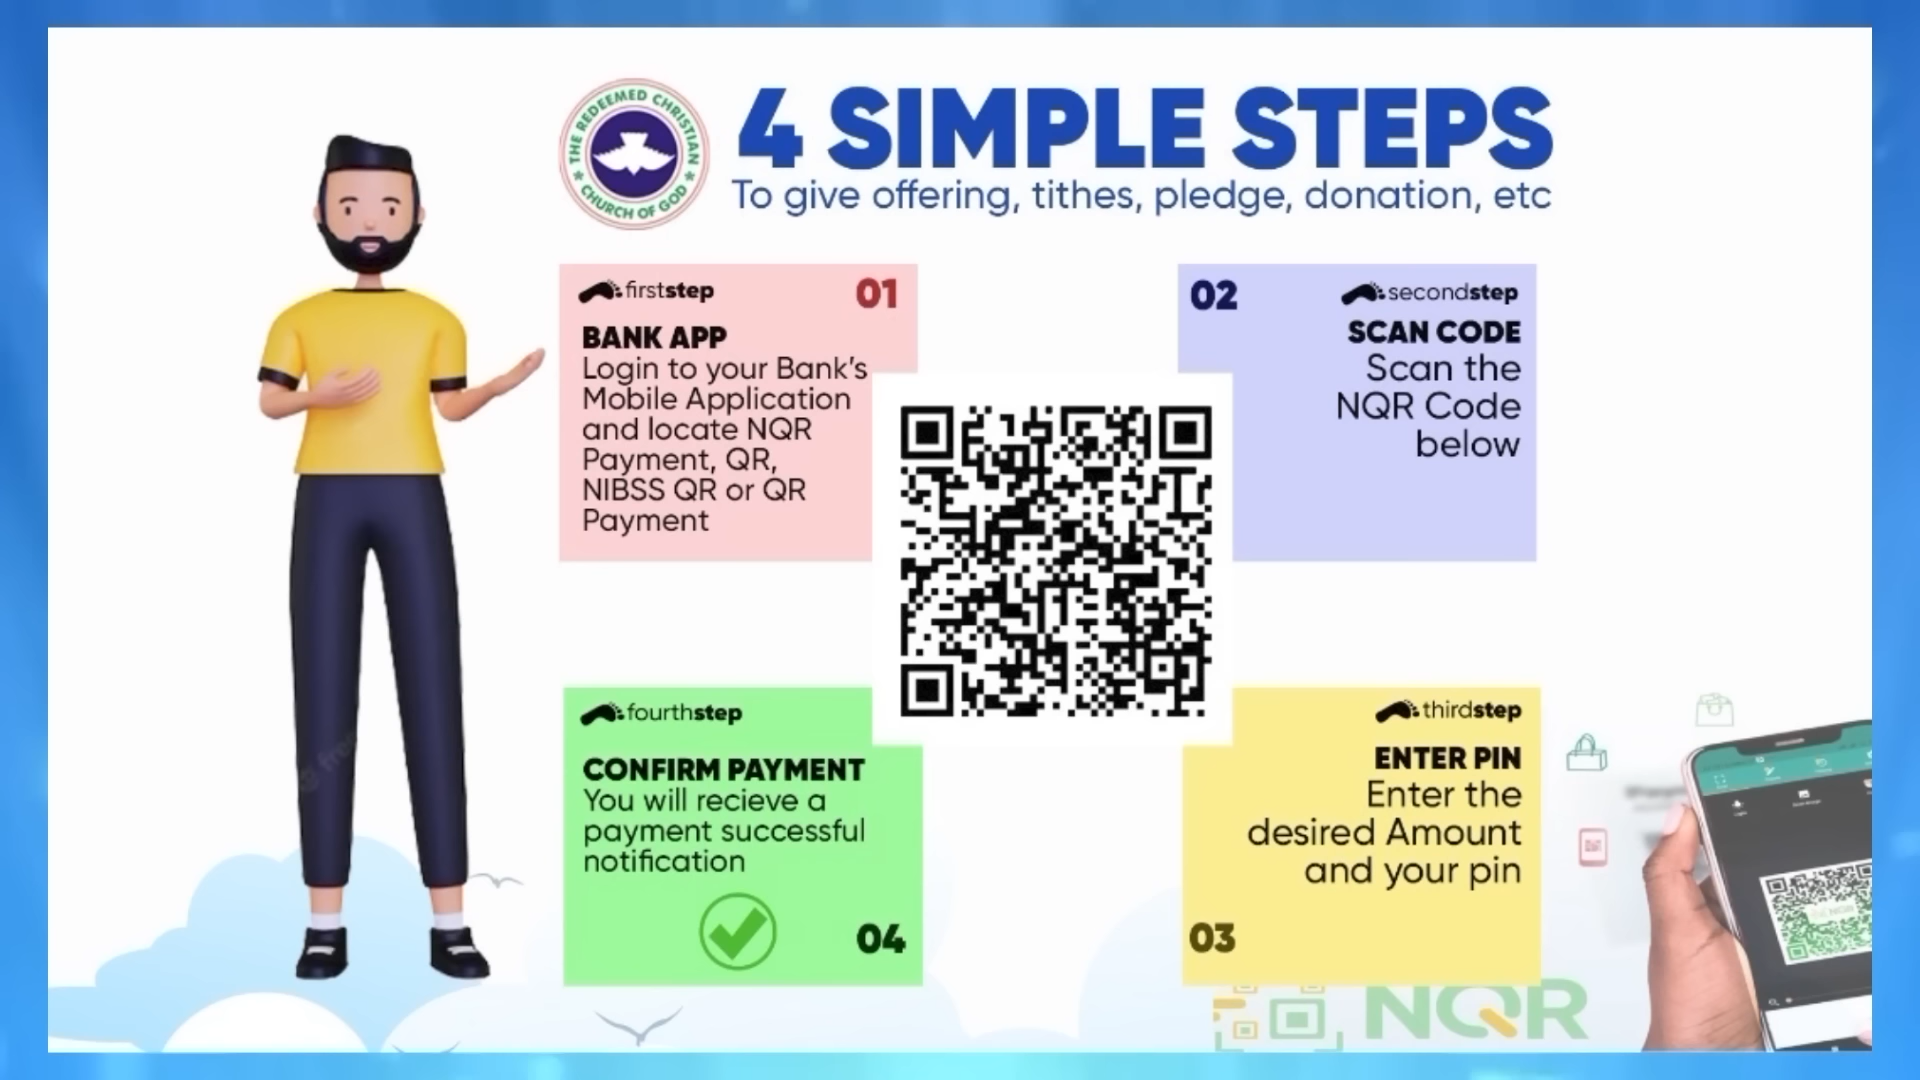 THE REDEEMED CHRISTIAN
CHURCH OF GOD
4 SIMPLE STEPS
To give offering, tithes, pledge, donation, etc
firststep 01
BANK APP
Login to your Bank's
Mobile Application
and locate NQR
Payment, QR,
NIBSS QR or QR
Payment
02 secondstep
SCAN CODE
Scan the
NQR Code
below
thirdstep
ENTER PIN
Enter the
desired Amount
and your pin
03
fourthstep
CONFIRM PAYMENT
You will recieve a
payment successful
notification
04
NQR